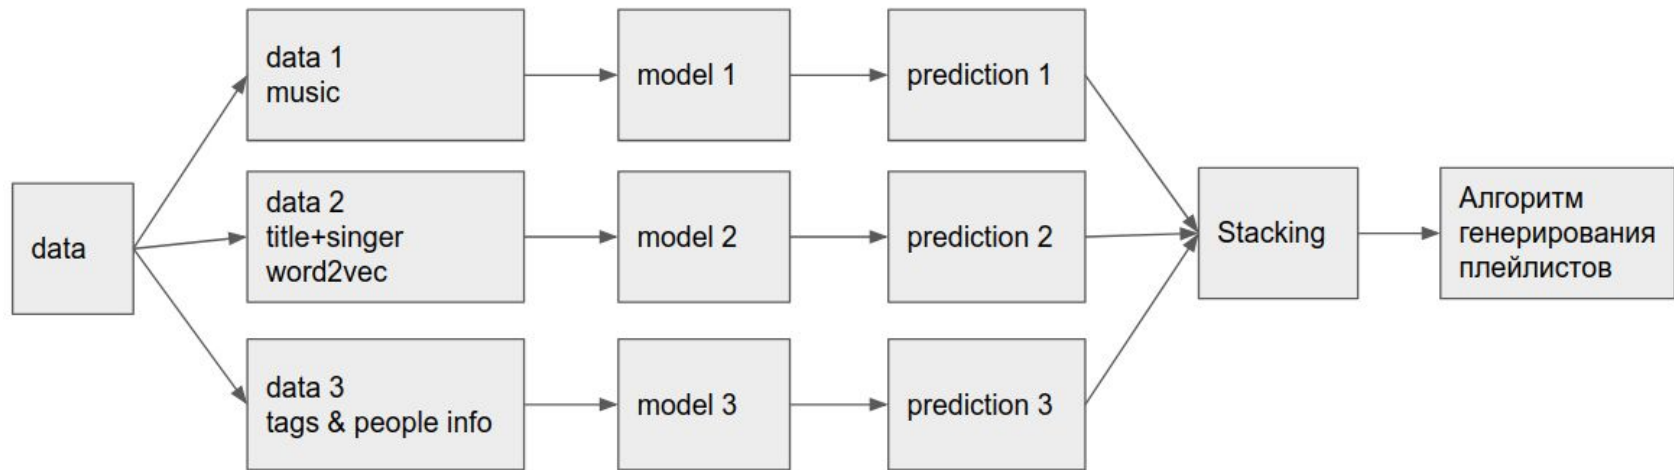 data
data 1
music
model 1
prediction 1
data 2
title+singer
word2vec
model 2
prediction 2
data 3
tags & people info
model 3
prediction 3
Stacking
Алгоритм
генерирования
плейлистов